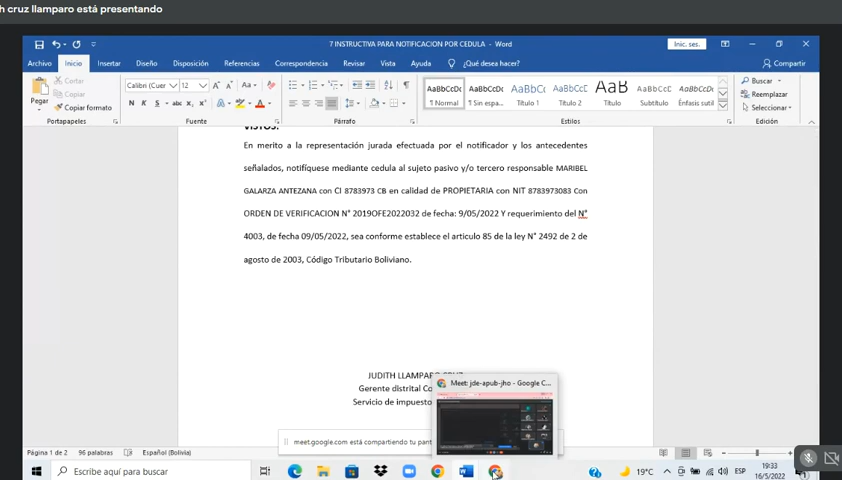 h cruz llamparo está presentando
7 INSTRUCTIVA PARA NOTIFICACION POR CEDULA - Word
Inic. ses.
Archivo Inicio Insertar Diseño Disposición Referencias Correspondencia Revisar Vista Ayuda ¿Qué desea hacer? Compartir
Pegar
Cortar
Copiar
Copiar formato
Portapapeles
Calibri (Cuer 12
N K S abc x₂ x²
Fuente
Párrafo
AaBbCcDc AaBbCcDc AaBbC AaBbCcC AaB AaBbCcC AaBbCcDc
¶ Normal ¶ Sin espa... Título 1 Título 2 Título Subtítulo Énfasis sutil
Estilos
Buscar
Reemplazar
Seleccionar
Edición
VISTOS:
En merito a la representación jurada efectuada por el notificador y los antecedentes
señalados, notifíquese mediante cedula al sujeto pasivo y/o tercero responsable MARIBEL
GALARZA ANTEZANA con CI 8783973 CB en calidad de PROPIETARIA con NIT 8783973083 Con
ORDEN DE VERIFICACION N° 2019OFE2022032 de fecha: 9/05/2022 Y requerimiento del N°
4003, de fecha 09/05/2022, sea conforme establece el articulo 85 de la ley N° 2492 de 2 de
agosto de 2003, Código Tributario Boliviano.
JUDITH LLAMPARO CRUZ
Gerente distrital Co
Servicio de impuesto
Meet: jde-apub-jho - Google C...
meet.google.com está compartiendo tu pant
Página 1 de 2 96 palabras Español (Bolivia)
Escribe aquí para buscar
19°C
ESP
19:33
16/5/2022